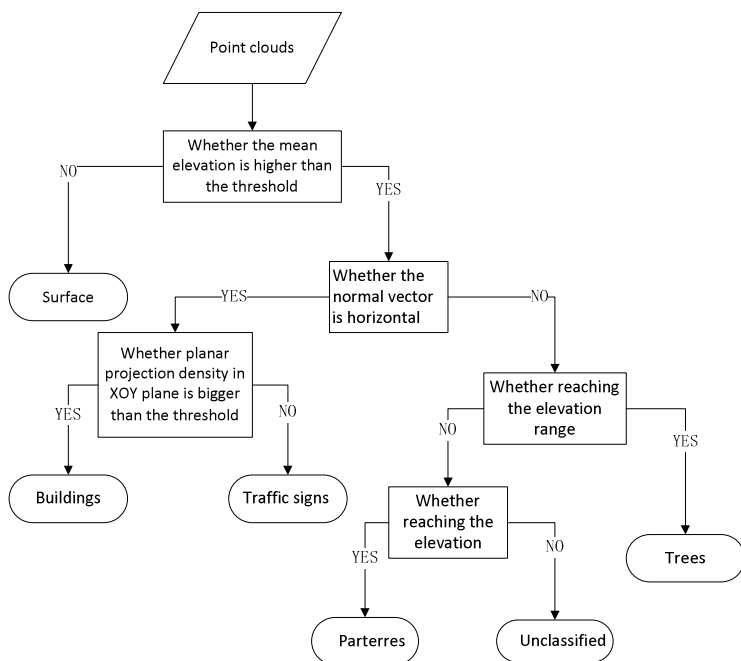 Point clouds
Whether the mean
elevation is higher than
the threshold
NO
YES
Surface
Whether the
normal vector
is horizontal
YES
NO
Whether planar
projection density in
XOY plane is bigger
than the threshold
Whether reaching
the elevation
range
YES
NO
NO
YES
Buildings
Traffic signs
Whether
reaching the
elevation
Trees
YES
NO
Parterres
Unclassified